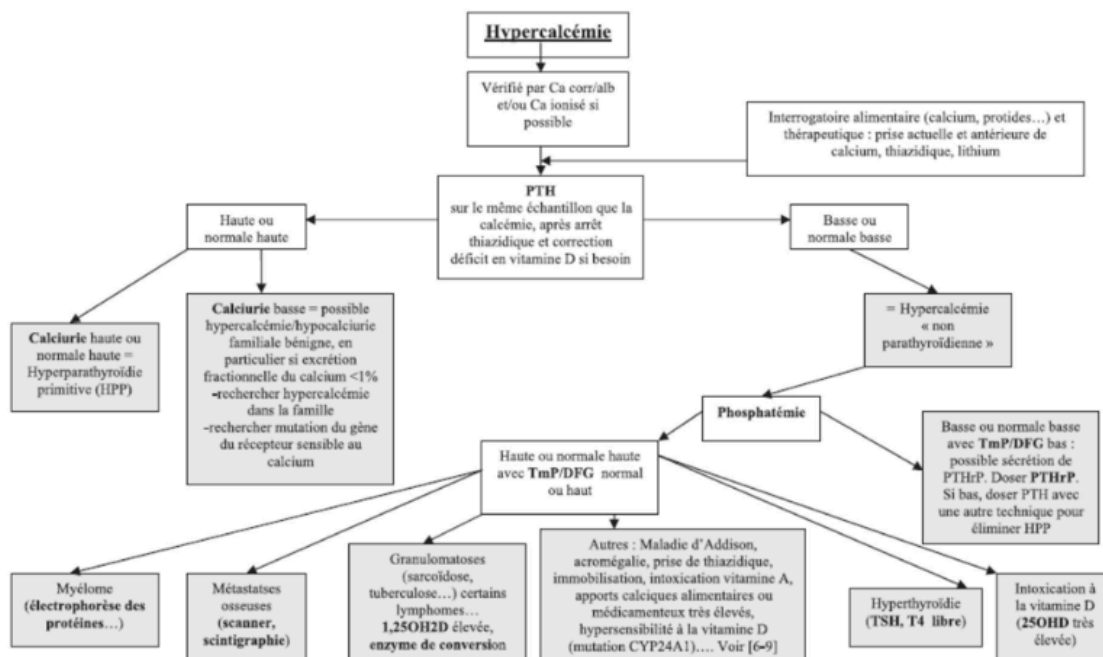 Hypercalcémie
Vérifié par Ca corr/alb
et/ou Ca ionisé si
possible
Interrogatoire alimentaire (calcium, protides…) et
thérapeutique : prise actuelle et antérieure de
calcium, thiazidique, lithium
PTH
sur le même échantillon que la
calcémie, après arrêt
thiazidique et correction
déficit en vitamine D si besoin
Haute ou
normale haute
Basse ou
normale basse
Calciurie haute ou
normale haute =
Hyperparathyroïdie
primitive (HPP)
Calciurie basse = possible
hypercalcémie/hypocalciurie
familiale bénigne, en
particulier si excrétion
fractionnelle du calcium <1%
-rechercher hypercalcémie
dans la famille
-rechercher mutation du gène
du récepteur sensible au
calcium
= Hypercalcémie
« non
parathyroïdienne »
Phosphatémie
Haute ou normale haute
avec TmP/DFG normal
ou haut
Basse ou normale basse
avec TmP/DFG bas :
possible sécrétion de
PTHrP. Doser PTHrP.
Si bas, doser PTH avec
une autre technique pour
éliminer HPP
Myélome
(électrophorèse des
protéines…)
Métastatses
osseuses
(scanner,
scintigraphie)
Granulomatoses
(sarcoïdose,
tuberculose…) certains
lymphomes…
1,25OH2D élevée,
enzyme de conversion
Autres : Maladie d'Addison,
acromégalie, prise de thiazidique,
immobilisation, intoxication vitamine A,
apports calciques alimentaires ou
médicamenteux très élevés,
hypersensibilité à la vitamine D
(mutation CYP24A1)…. Voir [6-9]
Hyperthyroïdie
(TSH, T4 libre)
Intoxication à
la vitamine D
(25OHD très
élevée)